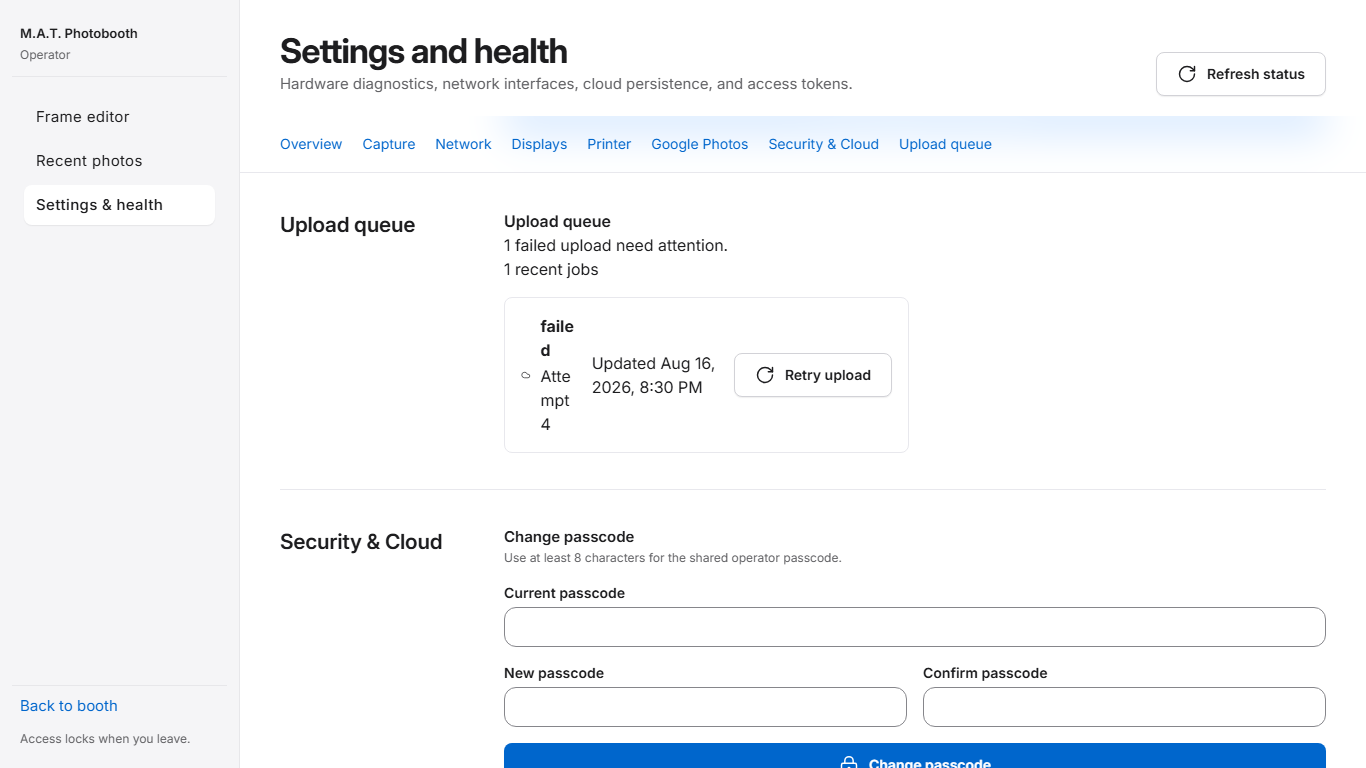 M.A.T. Photobooth
Operator
Frame editor
Recent photos
Settings & health
Back to booth
Access locks when you leave.
Settings and health
Hardware diagnostics, network interfaces, cloud persistence, and access tokens.
Refresh status
Overview Capture Network Displays Printer Google Photos Security & Cloud Upload queue
Upload queue
Upload queue
1 failed upload need attention.
1 recent jobs
faile
d
Atte
mpt
4
Updated Aug 16,
2026, 8:30 PM
Retry upload
Security & Cloud
Change passcode
Use at least 8 characters for the shared operator passcode.
Current passcode
New passcode
Confirm passcode
Change passcode